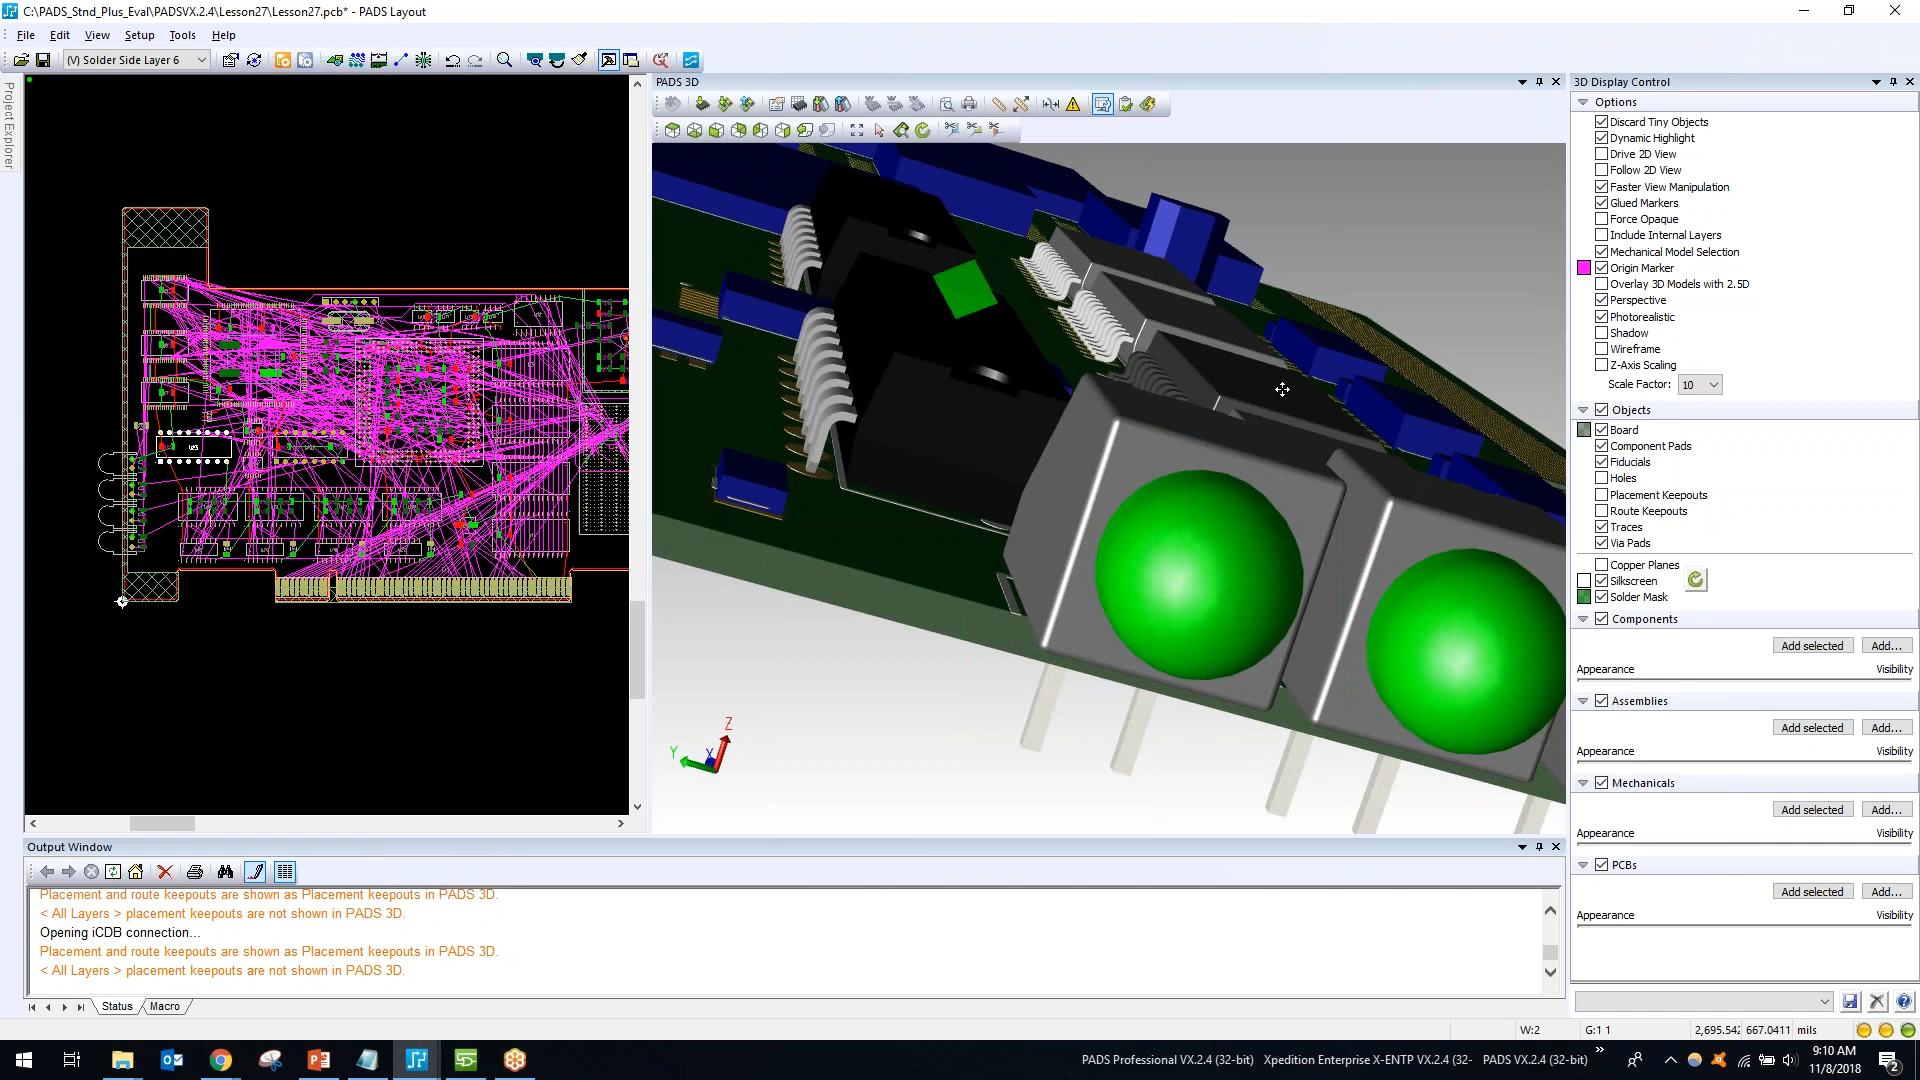 C:\PADS_Stnd_Plus_Eval\PADSVX.2.4\Lesson27\Lesson27.pcb* - PADS Layout
File Edit View Setup Tools Help
(V) Solder Side Layer 6
Project Explorer
PADS 3D
Z
Y
X
3D Display Control
Options
Discard Tiny Objects
Dynamic Highlight
Drive 2D View
Follow 2D View
Faster View Manipulation
Glued Markers
Force Opaque
Include Internal Layers
Mechanical Model Selection
Origin Marker
Overlay 3D Models with 2.5D
Perspective
Photorealistic
Shadow
Wireframe
Z-Axis Scaling
Scale Factor: 10
Objects
Board
Component Pads
Fiducials
Holes
Placement Keepouts
Route Keepouts
Traces
Via Pads
Copper Planes
Silkscreen
Solder Mask
Components
Add selected Add...
Appearance Visibility
Assemblies
Add selected Add...
Appearance Visibility
Mechanicals
Add selected Add...
Appearance Visibility
PCBs
Add selected Add...
Appearance Visibility
Output Window
Placement and route keepouts are shown as Placement keepouts in PADS 3D.
< All Layers > placement keepouts are not shown in PADS 3D.
Opening iCDB connection...
Placement and route keepouts are shown as Placement keepouts in PADS 3D.
< All Layers > placement keepouts are not shown in PADS 3D.
Status Macro
W:2 G:1 1 2,695.542 667.0411 mils
PADS Professional VX.2.4 (32-bit) Xpedition Enterprise X-ENTP VX.2.4 (32- PADS VX.2.4 (32-bit)
9:10 AM
11/8/2018
2